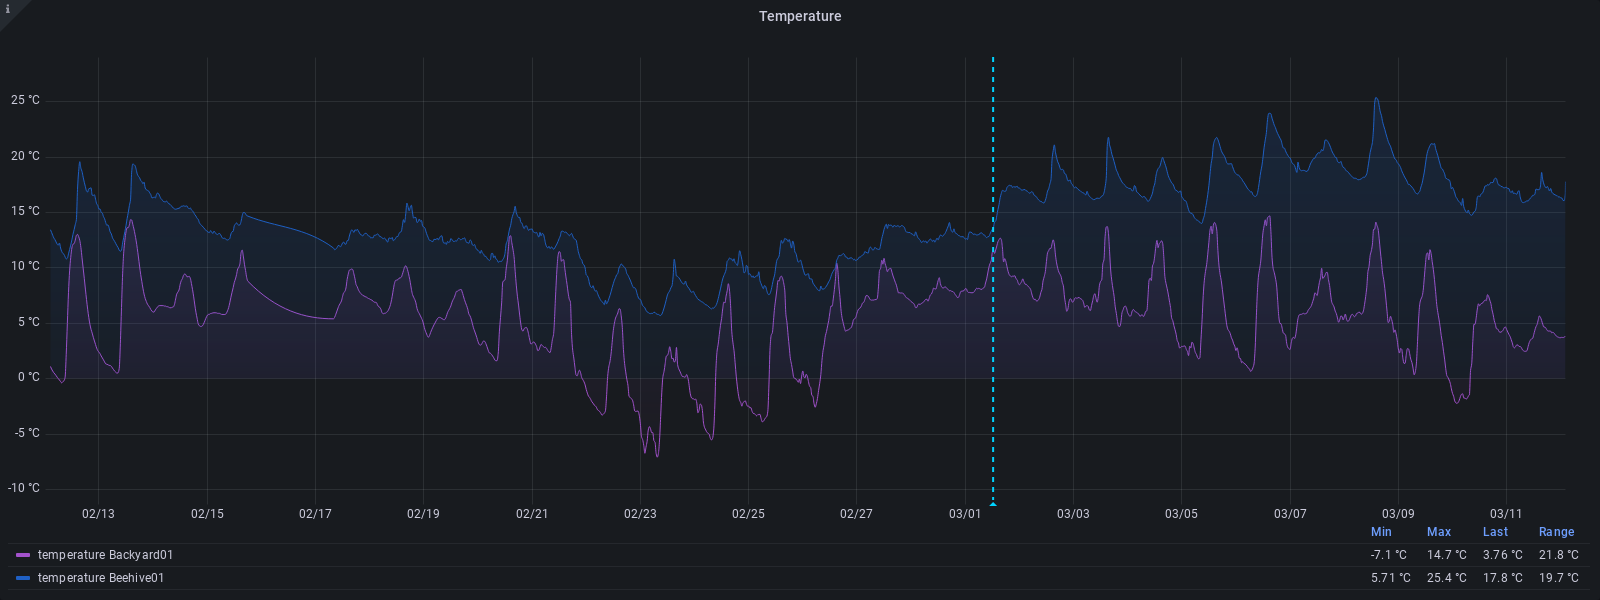 i
Temperature
25 °C
20 °C
15 °C
10 °C
5 °C
0 °C
-5 °C
-10 °C
02/13 02/15 02/17 02/19 02/21 02/23 02/25 02/27 03/01 03/03 03/05 03/07 03/09 03/11
Min Max Last Range
temperature Backyard01 -7.1 °C 14.7 °C 3.76 °C 21.8 °C
temperature Beehive01 5.71 °C 25.4 °C 17.8 °C 19.7 °C